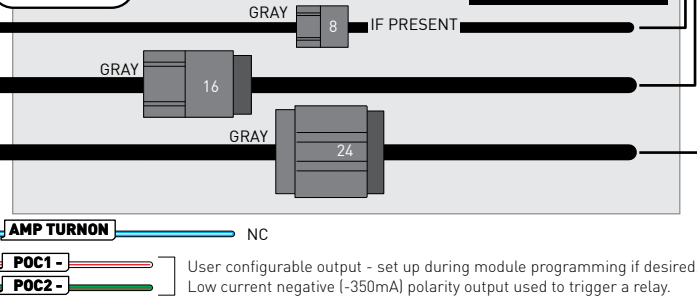 GRAY 8 IF PRESENT
GRAY 16
GRAY 24
AMP TURNON NC
POC1 - User configurable output - set up during module programming if desired
POC2 - Low current negative (-350mA) polarity output used to trigger a relay.